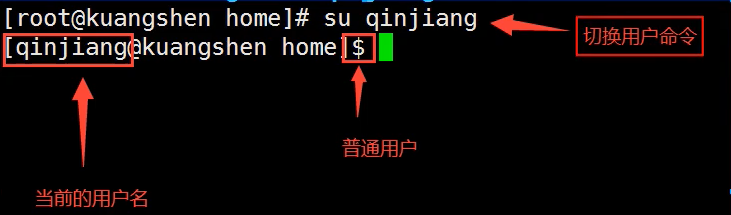 [root@kuangshen home]# su qinjiang
切换用户命令
[qinjiang@kuangshen home]$
普通用户
当前的用户名